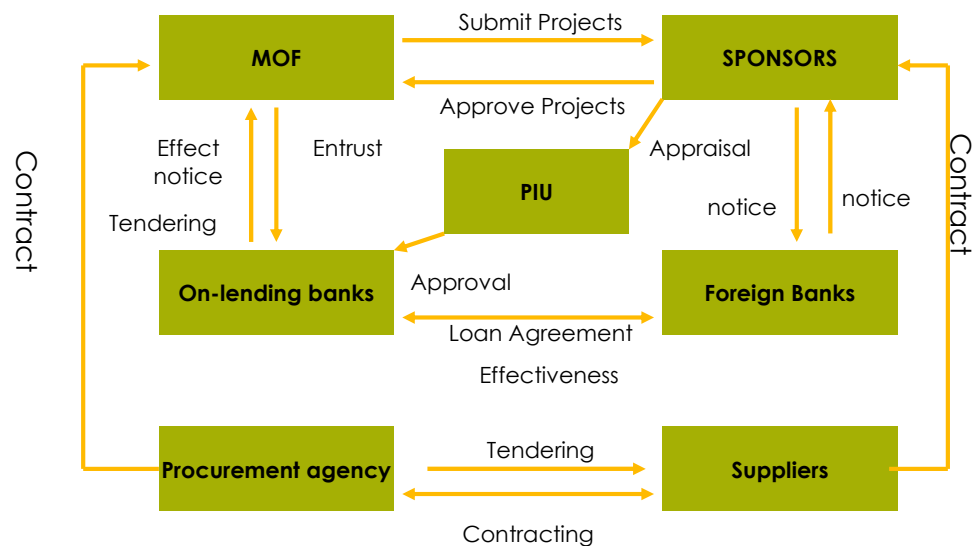 Submit Projects
MOF
SPONSORS
Approve Projects
Contract
Effect
notice
Entrust
Appraisal
Contract
PIU
notice
notice
Tendering
On-lending banks
Approval
Foreign Banks
Loan Agreement
Effectiveness
Tendering
Procurement agency
Suppliers
Contracting